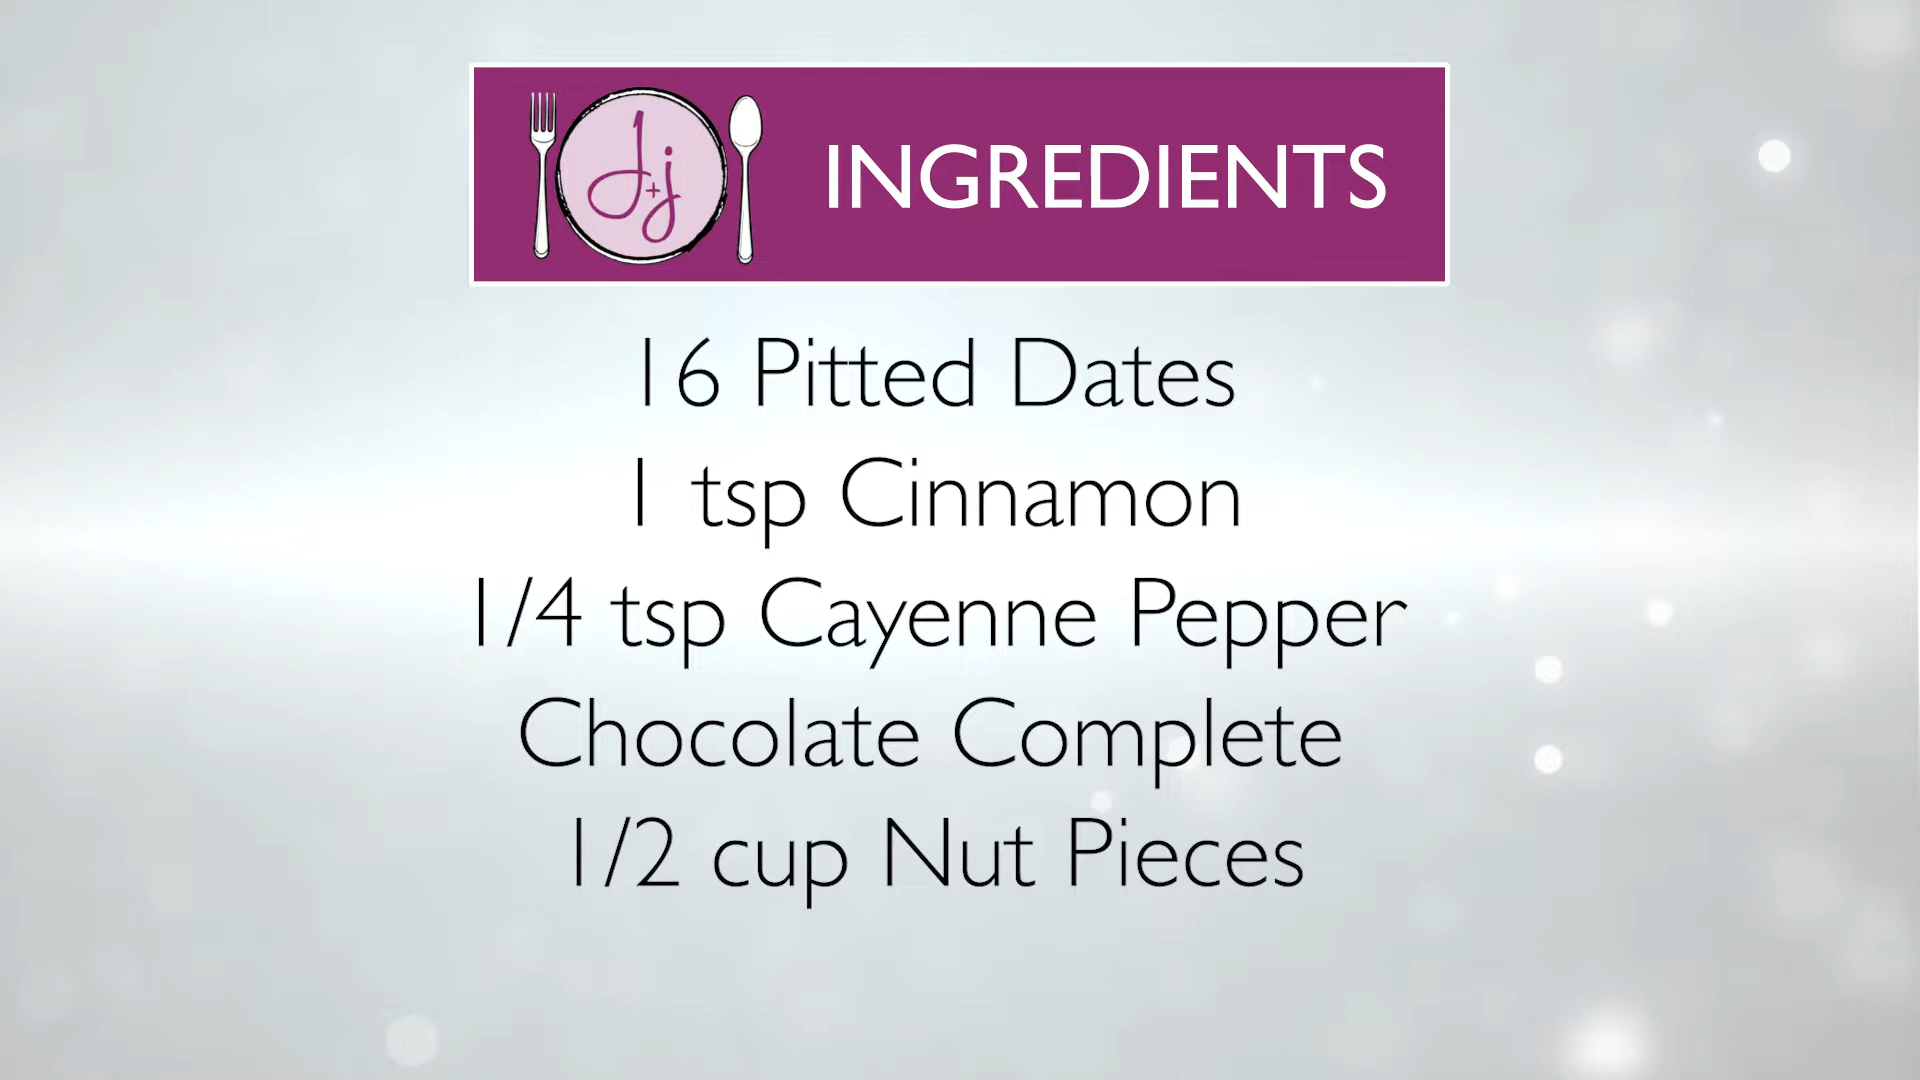 J+j
INGREDIENTS
16 Pitted Dates
1 tsp Cinnamon
1/4 tsp Cayenne Pepper
Chocolate Complete
1/2 cup Nut Pieces